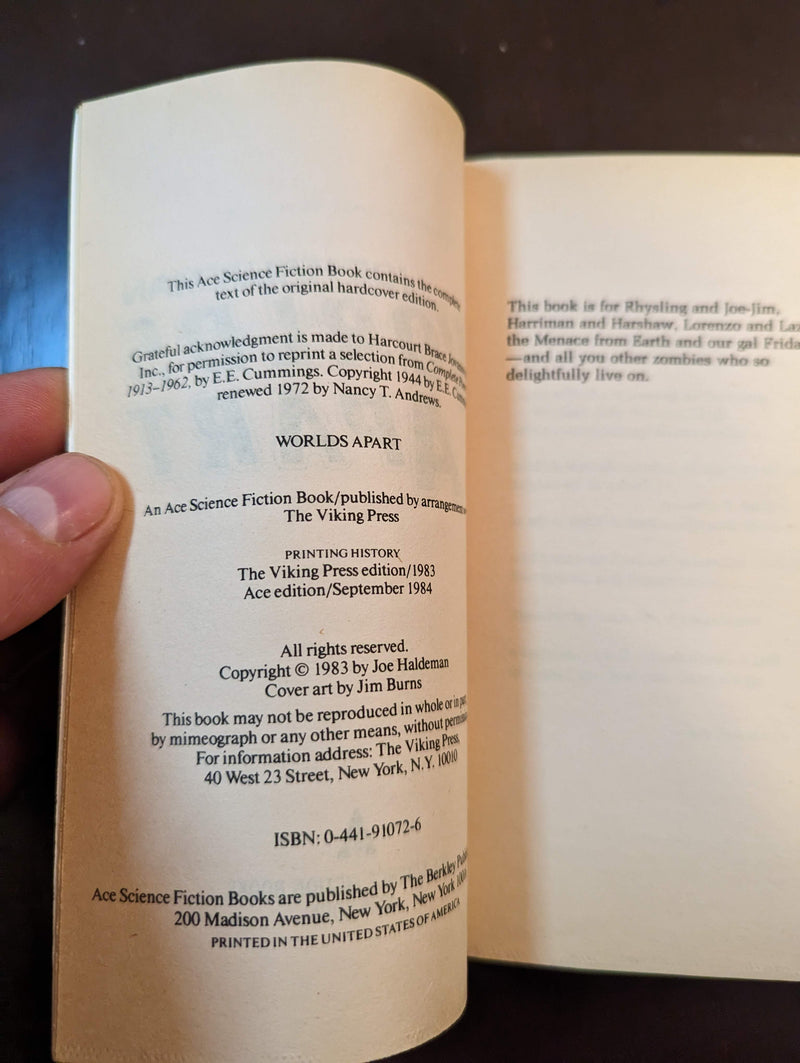 This Ace Science Fiction Book contains the complete
text of the original hardcover edition.
Grateful acknowledgment is made to Harcourt Brace
Inc., for permission to reprint a selection from Complete
1913–1962, by E.E. Cummings. Copyright 1944 by E.E.
renewed 1972 by Nancy T. Andrews.
WORLDS APART
An Ace Science Fiction Book/published by arrangement
The Viking Press
PRINTING HISTORY
The Viking Press edition/1983
Ace edition/September 1984
All rights reserved.
Copyright © 1983 by Joe Haldeman
Cover art by Jim Burns
This book may not be reproduced in whole or in
by mimeograph or any other means, without
For information address: The Viking Press,
40 West 23 Street, New York, N.Y. 10010
ISBN: 0-441-91072-6
Ace Science Fiction Books are published by The Berkley
200 Madison Avenue, New York, New York
PRINTED IN THE UNITED STATES OF AMERICA
This book is for Rhysling and Joe-Jim,
Harriman and Harshaw, Lorenzo and
the Menace from Earth and our gal
—and all you other zombies who so
delightfully live on.